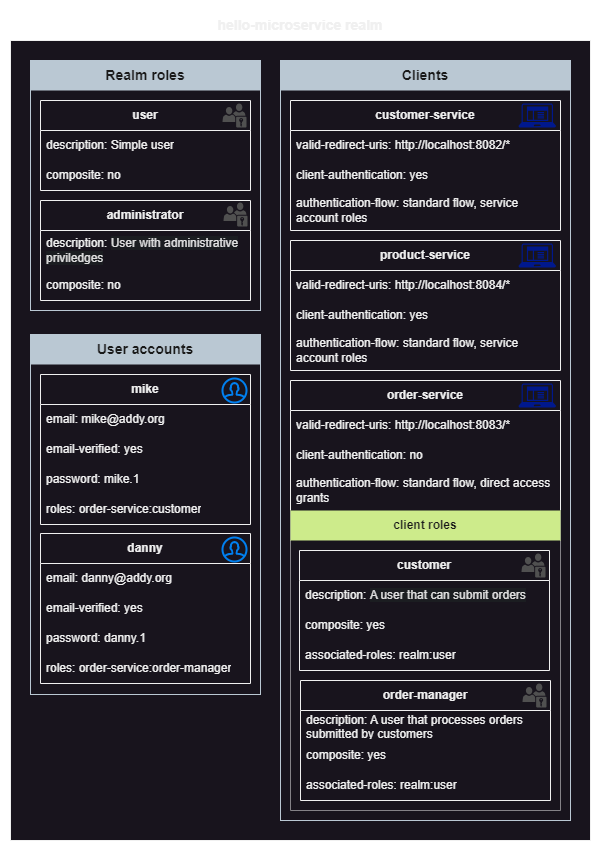 hello-microservice realm
Realm roles
user
description: Simple user
composite: no
administrator
description: User with administrative
priviledges
composite: no
User accounts
mike
email: mike@addy.org
email-verified: yes
password: mike.1
roles: order-service:customer
danny
email: danny@addy.org
email-verified: yes
password: danny.1
roles: order-service:order-manager
Clients
customer-service
valid-redirect-uris: http://localhost:8082/*
client-authentication: yes
authentication-flow: standard flow, service
account roles
product-service
valid-redirect-uris: http://localhost:8084/*
client-authentication: yes
authentication-flow: standard flow, service
account roles
order-service
valid-redirect-uris: http://localhost:8083/*
client-authentication: no
authentication-flow: standard flow, direct access
grants
client roles
customer
description: A user that can submit orders
composite: yes
associated-roles: realm:user
order-manager
description: A user that processes orders
submitted by customers
composite: yes
associated-roles: realm:user